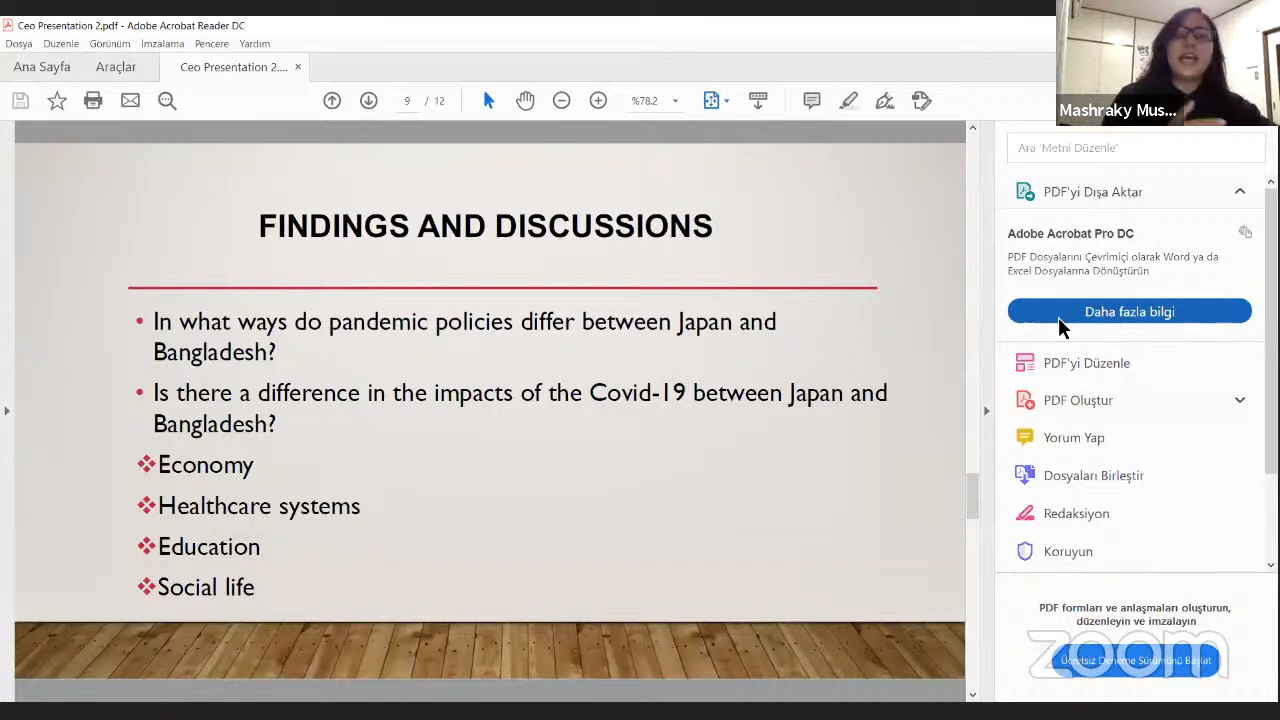 Ceo Presentation 2.pdf - Adobe Acrobat Reader DC
Dosya Düzenle Görünüm İmzalama Pencere Yardım
Ana Sayfa Araçlar Ceo Presentation 2.... ×
9 / 12 %78.2
Mashraky Mus...
Ara 'Metni Düzenle'
PDF'yi Dışa Aktar
Adobe Acrobat Pro DC
PDF Dosyalarını Çevrimiçi olarak Word ya da
Excel Dosyalarına Dönüştürün
Daha fazla bilgi
PDF'yi Düzenle
PDF Oluştur
Yorum Yap
Dosyaları Birleştir
Redaksiyon
Koruyun
PDF formları ve anlaşmaları oluşturun,
düzenleyin ve imzalayın
Ücretsiz Deneme Sürümünü Başlat
zoom
FINDINGS AND DISCUSSIONS
• In what ways do pandemic policies differ between Japan and
Bangladesh?
• Is there a difference in the impacts of the Covid-19 between Japan and
Bangladesh?
❖Economy
❖Healthcare systems
❖Education
❖Social life